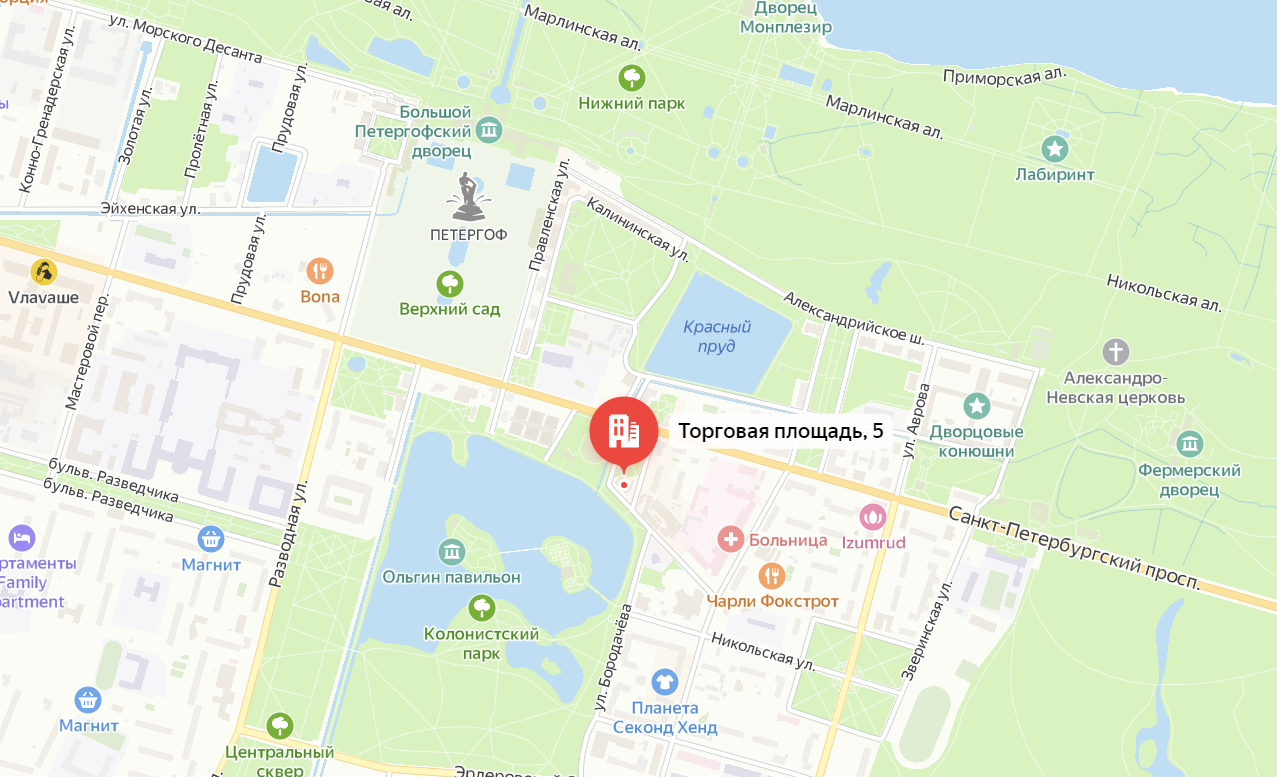 Дворец
Монплезир
Марлинская ал.
ская ал.
ул. Морского Десанта
Приморская ал.
Нижний парк
Марлинская ал.
Конно-Гренадерская ул.
Золотая ул.
Пролётная ул.
Прудовая ул.
Большой
Петергофский
дворец
Лабиринт
Эйхенская ул.
ПЕТЕРГОФ
Правленская ул.
Калининская ул.
Прудовая ул.
Vлаvаше
Bona
Верхний сад
Мастеровой пер.
Красный
пруд
Александрийское ш.
Никольская ал.
Александро-
Невская церковь
ул. Аврова
Дворцовые
конюшни
Торговая площадь, 5
Фермерский
дворец
бульв. Разведчика
бульв. Разведчика
Разводная ул.
Магнит
ртаменты
Family
partment
Ольгин павильон
Колонистский
парк
Больница
Izumrud
Чарли Фокстрот
Санкт-Петербургский просп.
Зверинская ул.
Никольская ул.
ул. Бородачёва
Планета
Секонд Хенд
Магнит
Центральный
сквер